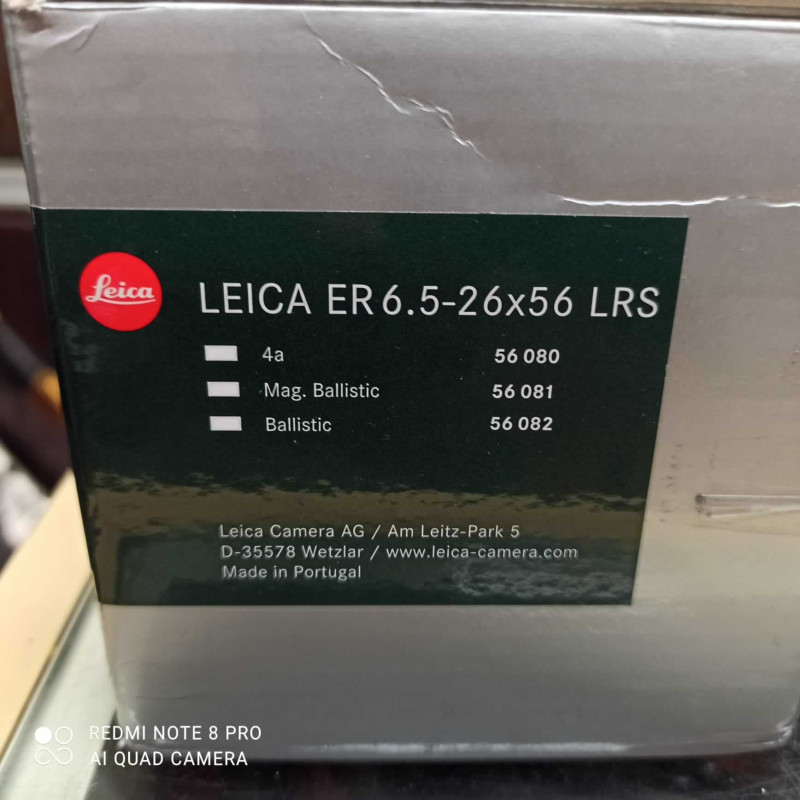 Leica
LEICA ER 6.5-26x56 LRS
4a 56 080
Mag. Ballistic 56 081
Ballistic 56 082
Leica Camera AG / Am Leitz-Park 5
D-35578 Wetzlar / www.leica-camera.com
Made in Portugal
REDMI NOTE 8 PRO
AI QUAD CAMERA